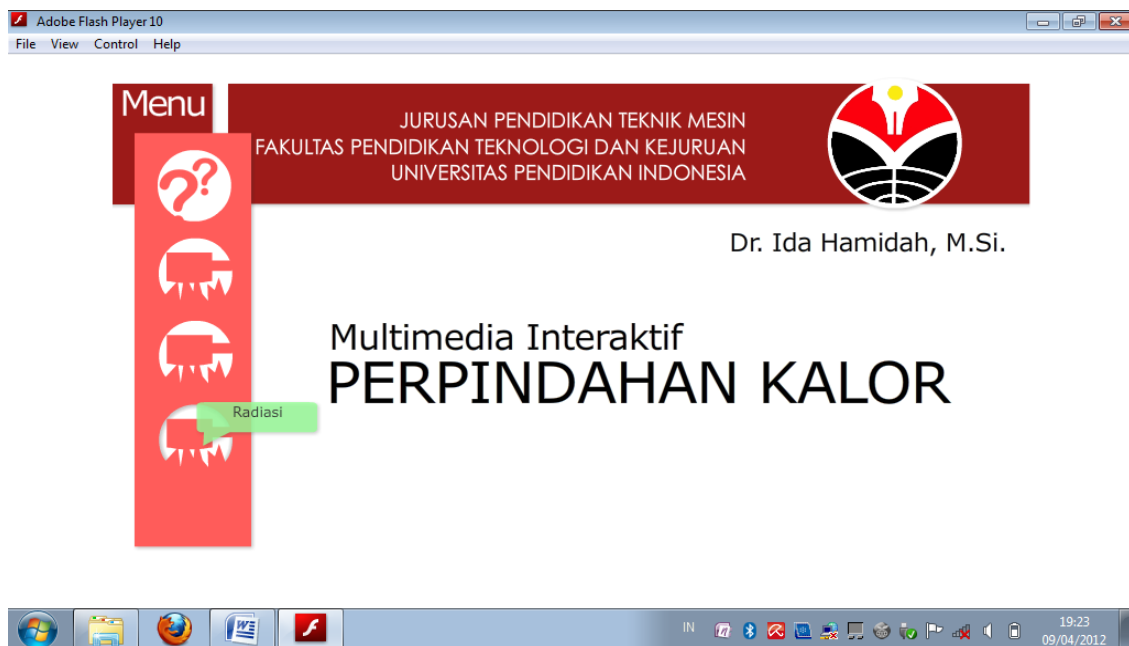 Adobe Flash Player 10
File View Control Help
Menu
JURUSAN PENDIDIKAN TEKNIK MESIN
FAKULTAS PENDIDIKAN TEKNOLOGI DAN KEJURUAN
UNIVERSITAS PENDIDIKAN INDONESIA
??
Dr. Ida Hamidah, M.Si.
Multimedia Interaktif
PERPINDAHAN KALOR
Radiasi
IN
19:23
09/04/2012